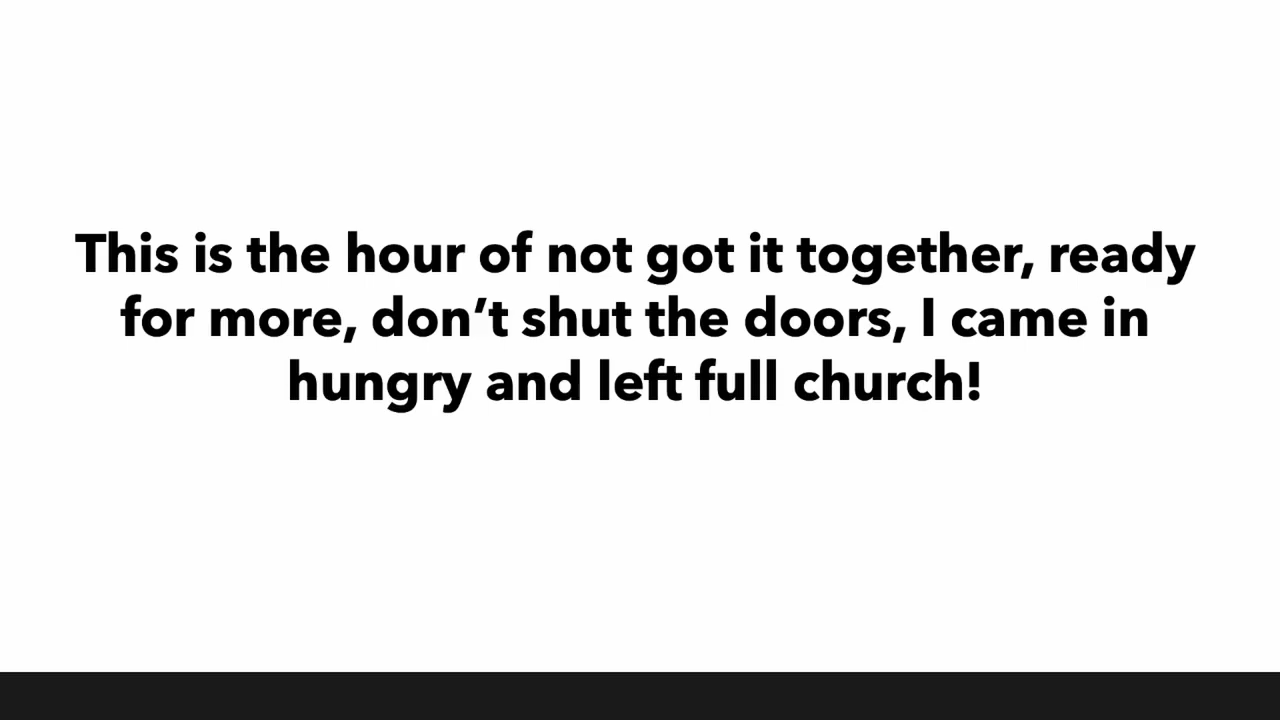 This is the hour of not got it together, ready
for more, don’t shut the doors, I came in
hungry and left full church!